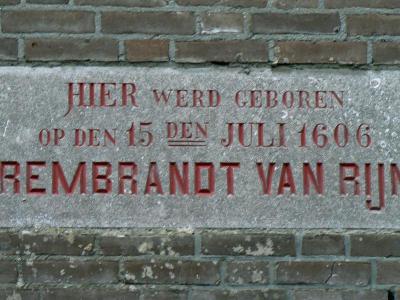 HIER WERD GEBOREN
OP DEN 15 DEN JULI 1606
REMBRANDT VAN RIJN